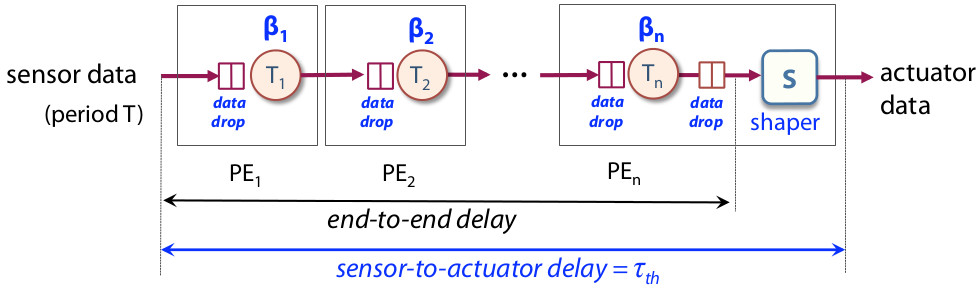 β₁
β₂
βₙ
sensor data
(period T)
T₁
T₂
...
Tₙ
S
actuator
data
data
drop
data
drop
data
drop
data
drop
shaper
PE₁
PE₂
PEₙ
end-to-end delay
sensor-to-actuator delay = τₜₕ